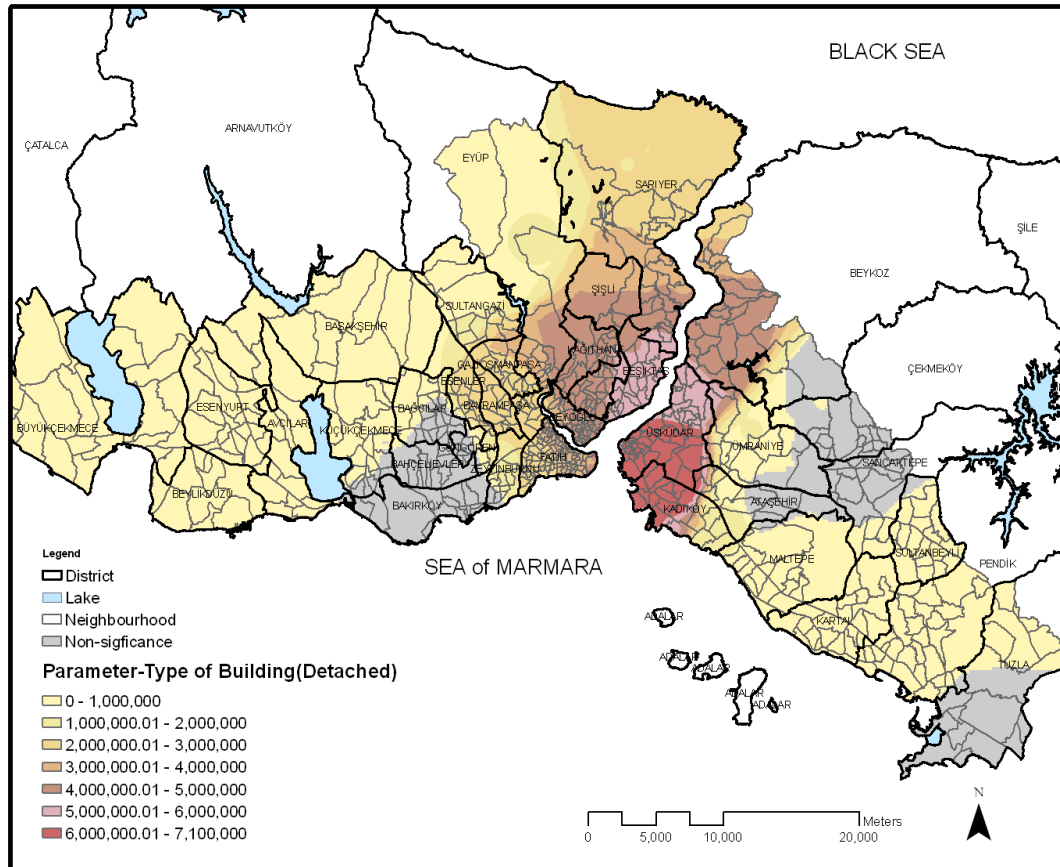 BLACK SEA
ÇATALCA
ARNAVUTKÖY
EYÜP
SARIYER
ŞİLE
BEYKOZ
ŞİŞLİ
SULTANGAZİ
BAŞAKŞEHİR
KAĞITHANE
GAZİOSMANPAŞA
BEŞİKTAŞ
ÇEKMEKÖY
ESENLER
ESENYURT
BAĞCILAR
BAYRAMPAŞA
BEYOĞLU
AVCILAR
KÜÇÜKÇEKMECE
BÜYÜKÇEKMECE
ÜSKÜDAR
ÜMRANİYE
GÜNGÖREN
FATİH
SANCAKTEPE
BAHÇELİEVLER
ZEYTİNBURNU
BEYLİKDÜZÜ
BAKIRKÖY
KADIKÖY
ATAŞEHİR
SULTANBEYLİ
MALTEPE
PENDİK
SEA of MARMARA
KARTAL
ADALAR
ADALAR
ADALAR
ADALAR
ADALAR
TUZLA
Legend
District
Lake
Neighbourhood
Non-sigficance
Parameter-Type of Building(Detached)
0 - 1,000,000
1,000,000.01 - 2,000,000
2,000,000.01 - 3,000,000
3,000,000.01 - 4,000,000
4,000,000.01 - 5,000,000
5,000,000.01 - 6,000,000
6,000,000.01 - 7,100,000
Meters
0 5,000 10,000 20,000
N